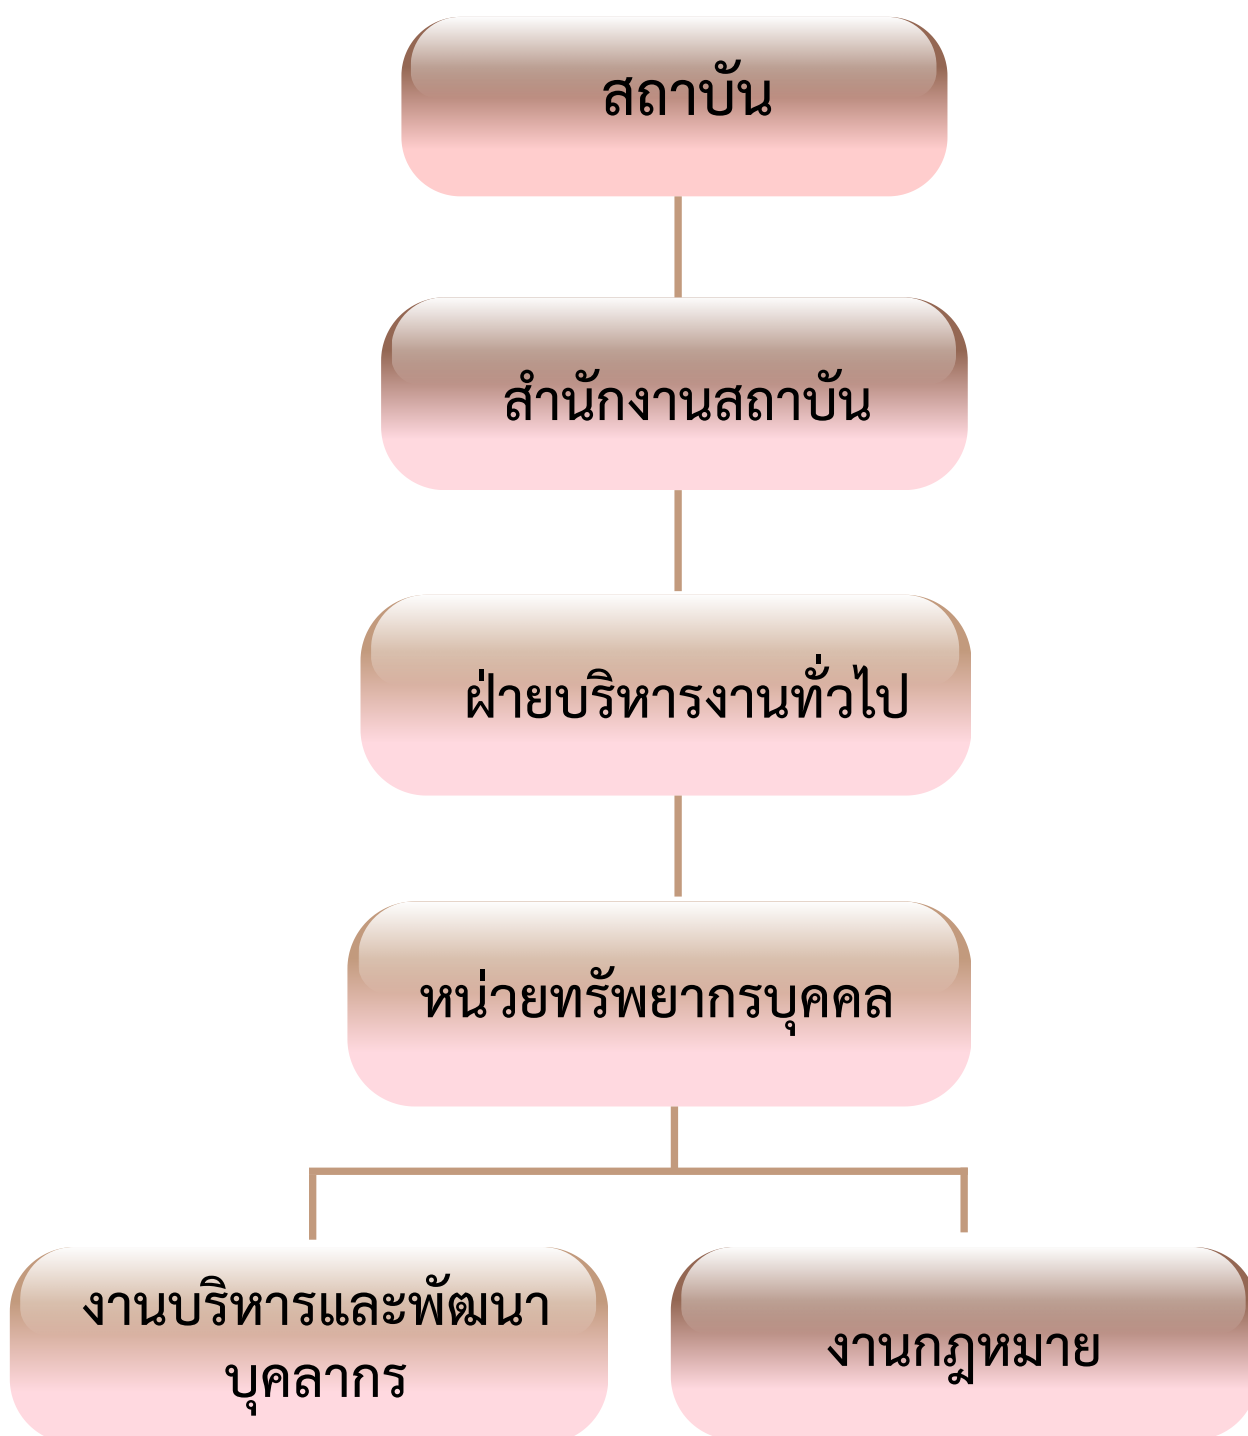 สถาบัน
สำนักงานสถาบัน
ฝ่ายบริหารงานทั่วไป
หน่วยทรัพยากรบุคคล
งานบริหารและพัฒนา
บุคลากร
งานกฎหมาย